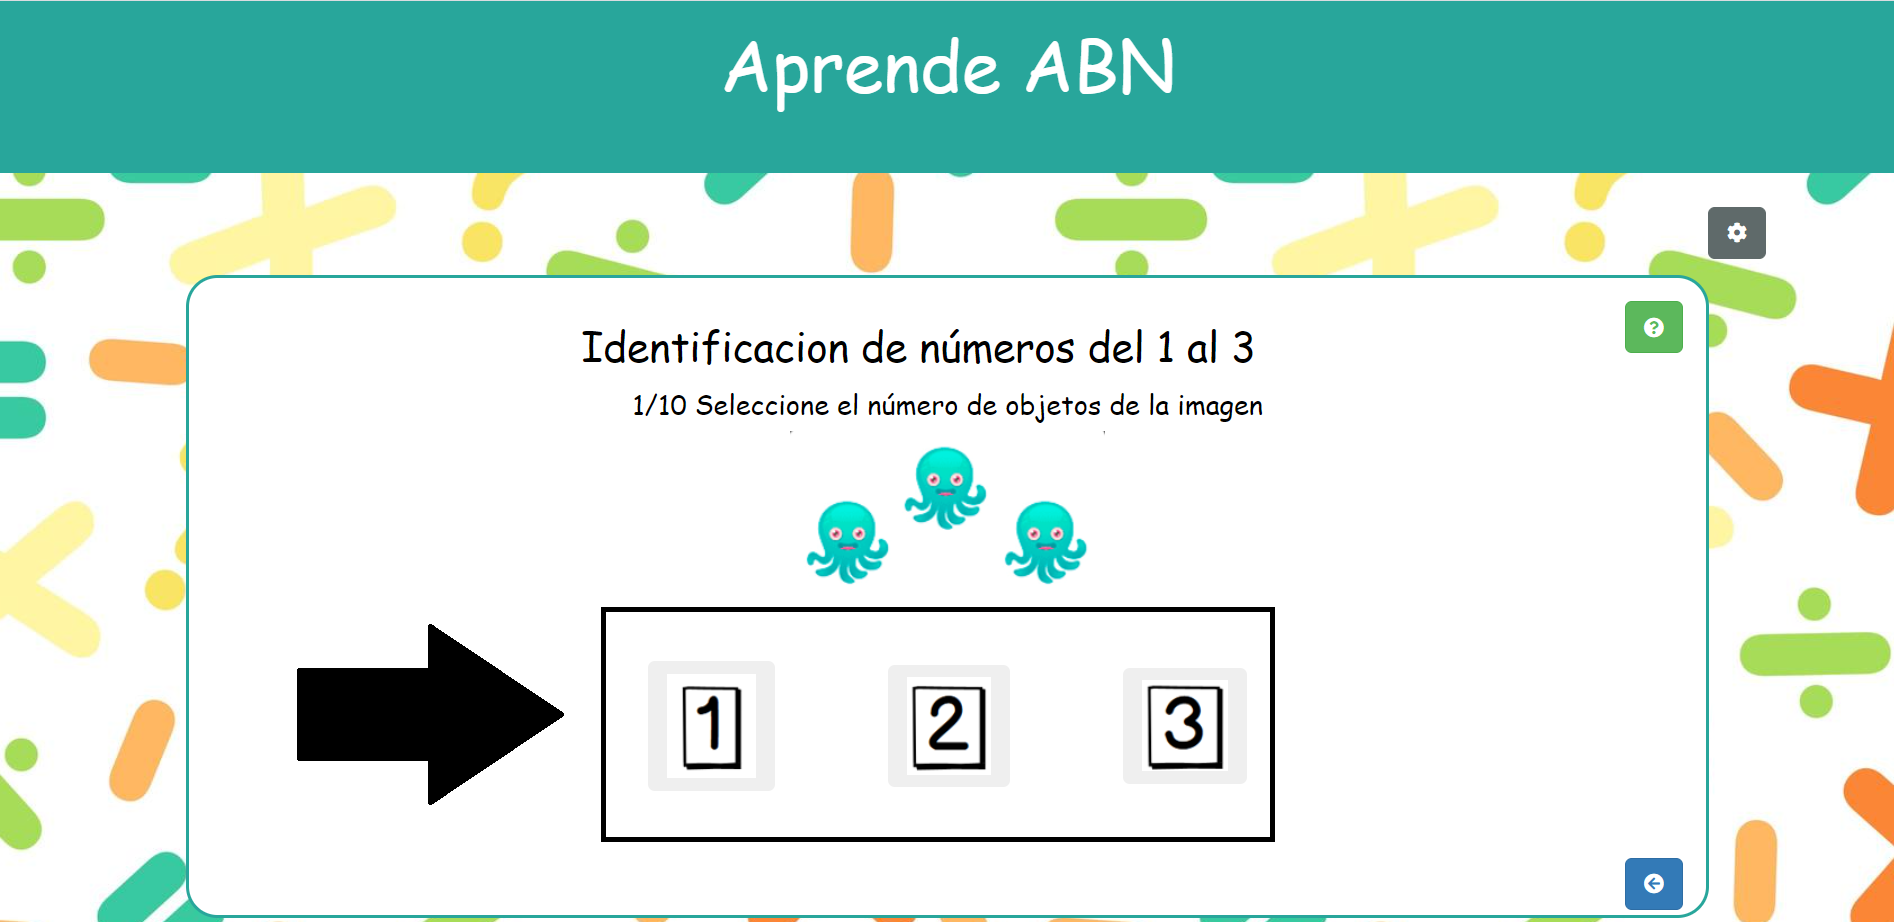 Aprende ABN
Identificacion de números del 1 al 3
1/10 Seleccione el número de objetos de la imagen
1 2 3